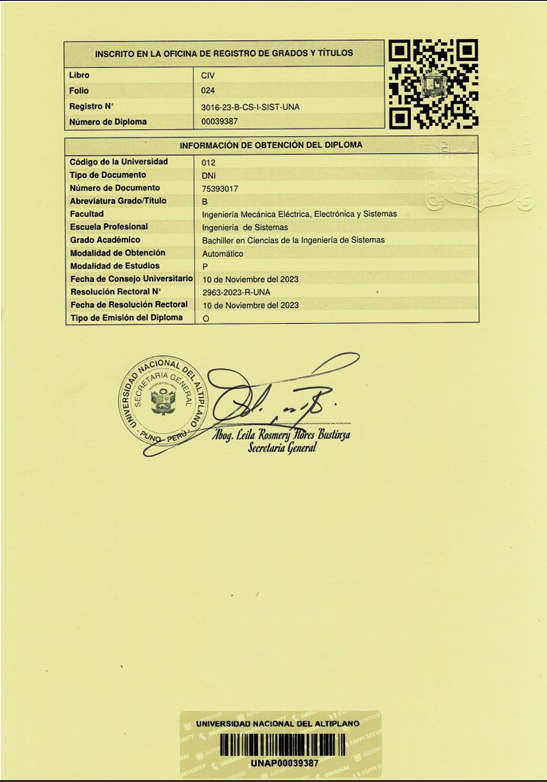 INSCRITO EN LA OFICINA DE REGISTRO DE GRADOS Y TÍTULOS
Libro CIV
Folio 024
Registro N° 3016-23-B-CS-I-SIST-UNA
Número de Diploma 00039387
INFORMACIÓN DE OBTENCIÓN DEL DIPLOMA
Código de la Universidad 012
Tipo de Documento DNI
Número de Documento 75393017
Abreviatura Grado/Título B
Facultad Ingeniería Mecánica Eléctrica, Electrónica y Sistemas
Escuela Profesional Ingeniería de Sistemas
Grado Académico Bachiller en Ciencias de la Ingeniería de Sistemas
Modalidad de Obtención Automático
Modalidad de Estudios P
Fecha de Consejo Universitario 10 de Noviembre del 2023
Resolución Rectoral N° 2963-2023-R-UNA
Fecha de Resolución Rectoral 10 de Noviembre del 2023
Tipo de Emisión del Diploma O
UNIVERSIDAD NACIONAL DEL ALTIPLANO
SECRETARIA GENERAL
- PUNO - PERÚ -
Abog. Leila Rosmery Flores Bustinza
Secretaria General
UNIVERSIDAD NACIONAL DEL ALTIPLANO
UNAP00039387